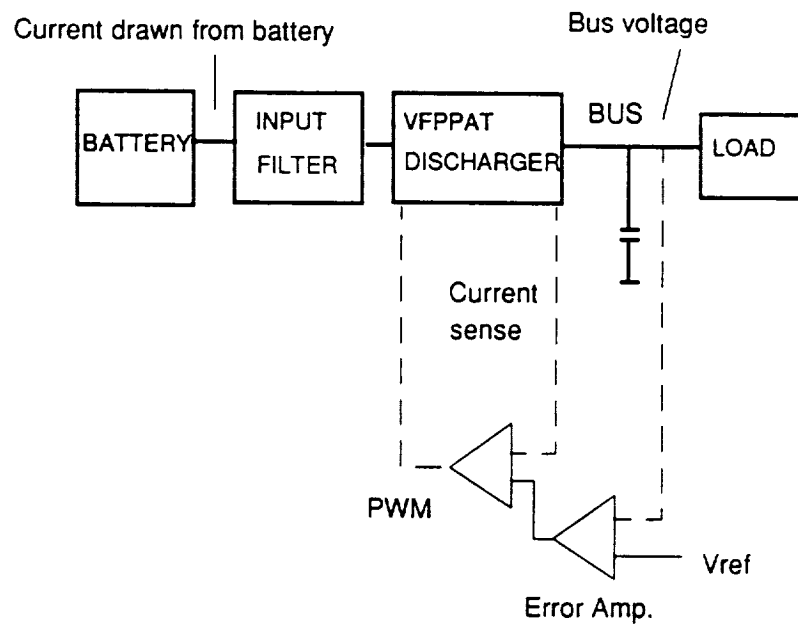 Current drawn from battery
Bus voltage
BATTERY
INPUT
FILTER
VFPPAT
DISCHARGER
BUS
LOAD
Current
sense
PWM
Vref
Error Amp.